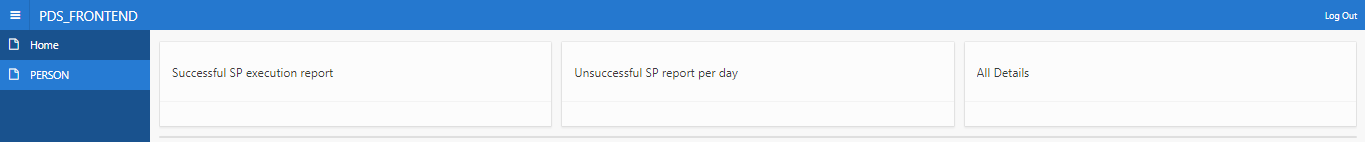 PDS_FRONTEND
Log Out
Home
PERSON
Successful SP execution report
Unsuccessful SP report per day
All Details